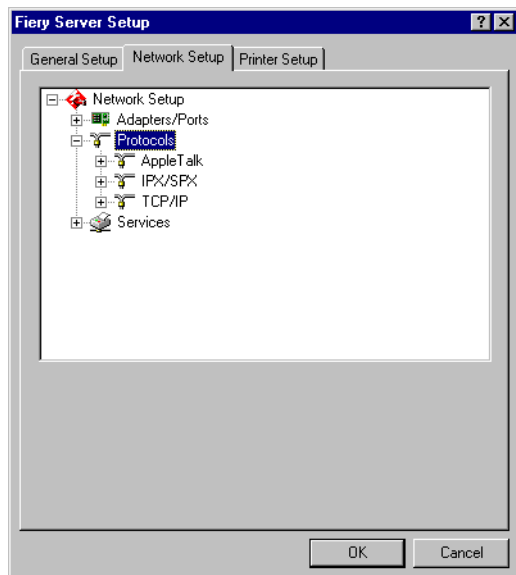 Fiery Server Setup
General Setup Network Setup Printer Setup
Network Setup
Adapters/Ports
Protocols
AppleTalk
IPX/SPX
TCP/IP
Services
OK Cancel